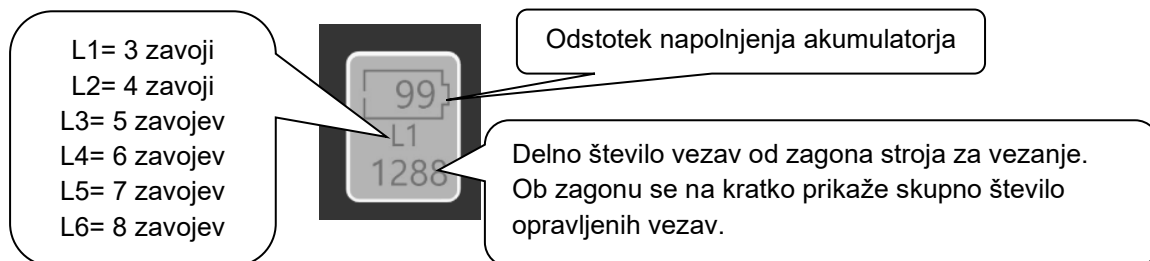 L1= 3 zavoji
L2= 4 zavoji
L3= 5 zavojev
L4= 6 zavojev
L5= 7 zavojev
L6= 8 zavojev
99
L1
1288
Odstotek napolnjenja akumulatorja
Delno število vezav od zagona stroja za vezanje.
Ob zagonu se na kratko prikaže skupno število
opravljenih vezav.